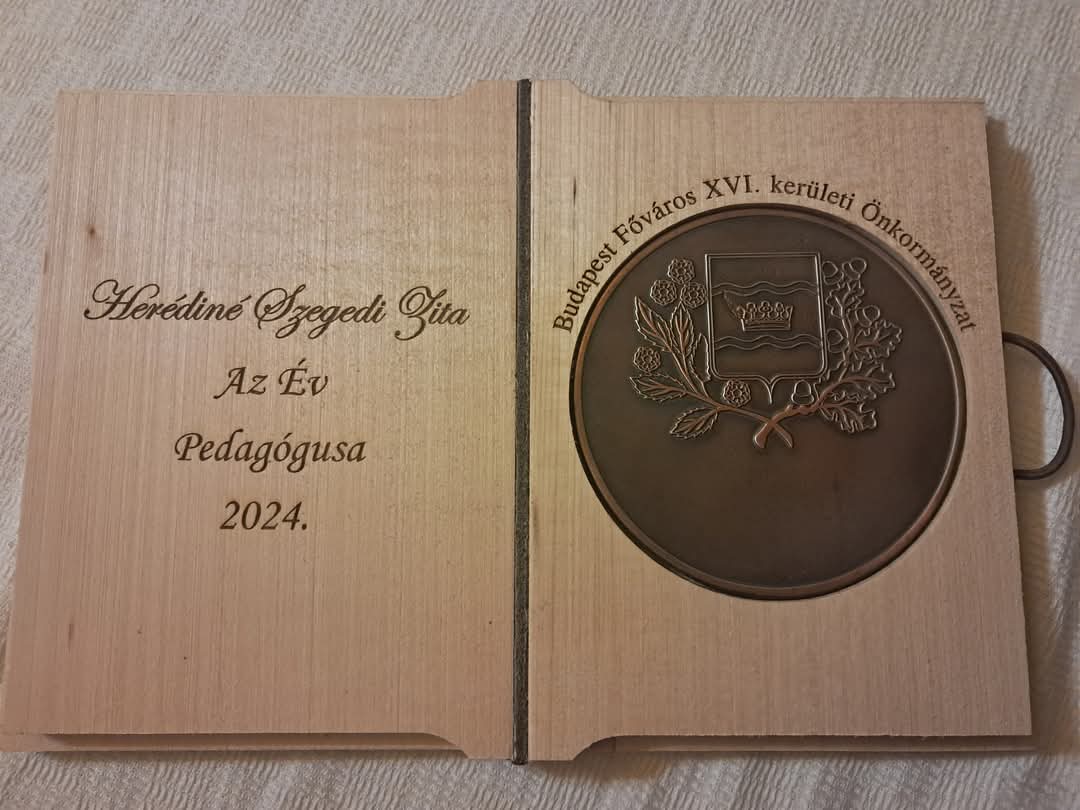 Herédiné Szegedi Zita
Az Év
Pedagógusa
2024.
Budapest Főváros XVI. kerületi Önkormányzat